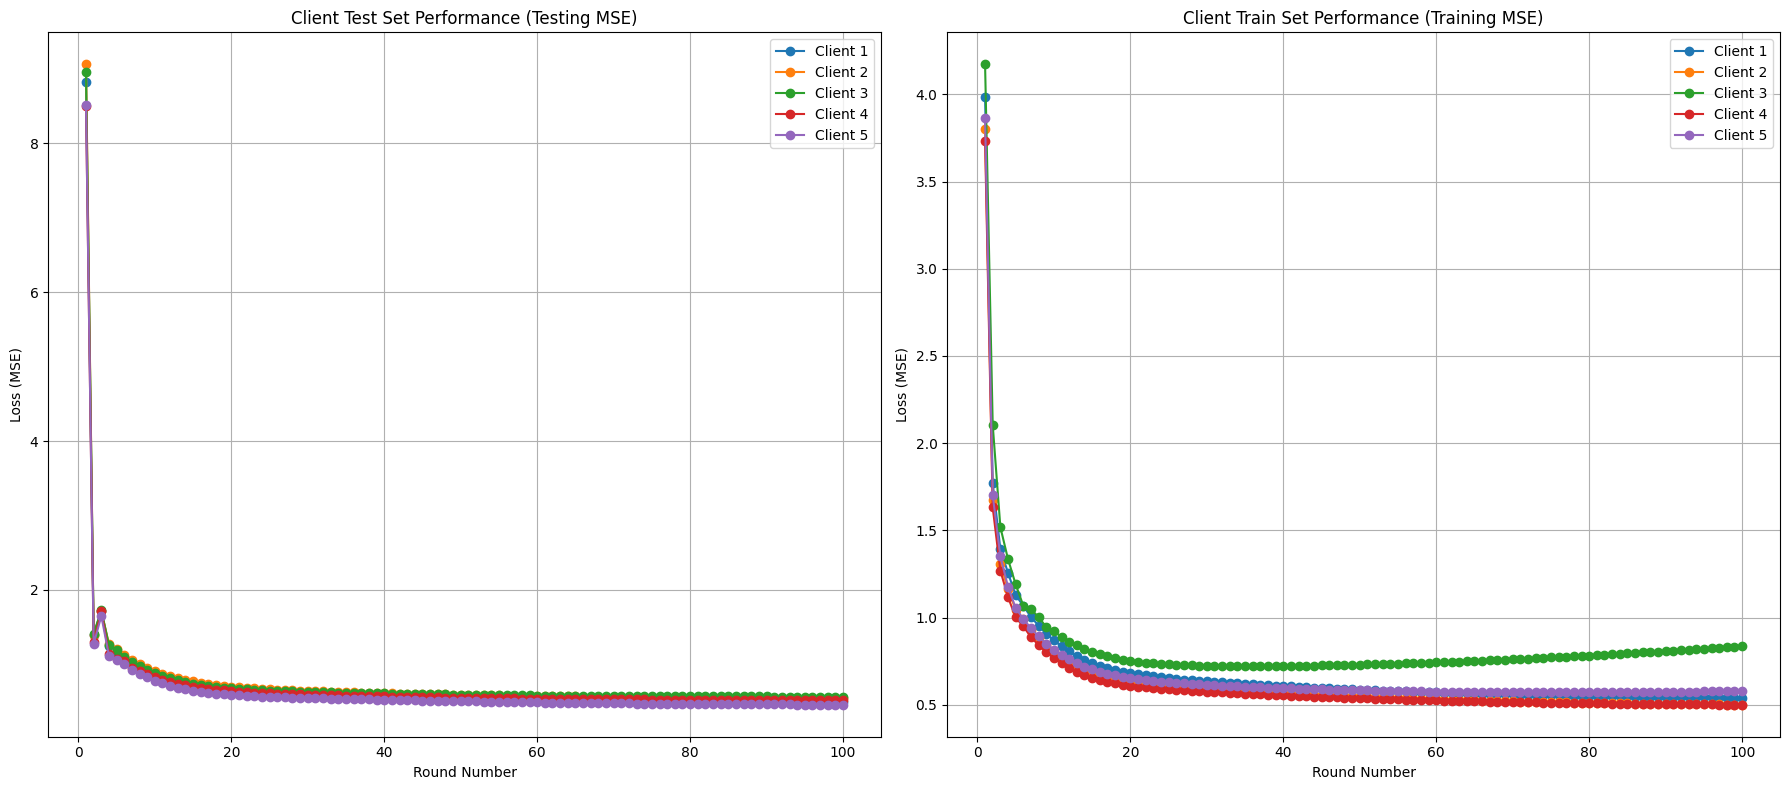 Client Test Set Performance (Testing MSE)
Loss (MSE)
8
6
4
2
0
20
40
60
80
100
Round Number
Client 1
Client 2
Client 3
Client 4
Client 5
Client Train Set Performance (Training MSE)
Loss (MSE)
4.0
3.5
3.0
2.5
2.0
1.5
1.0
0.5
0
20
40
60
80
100
Round Number
Client 1
Client 2
Client 3
Client 4
Client 5